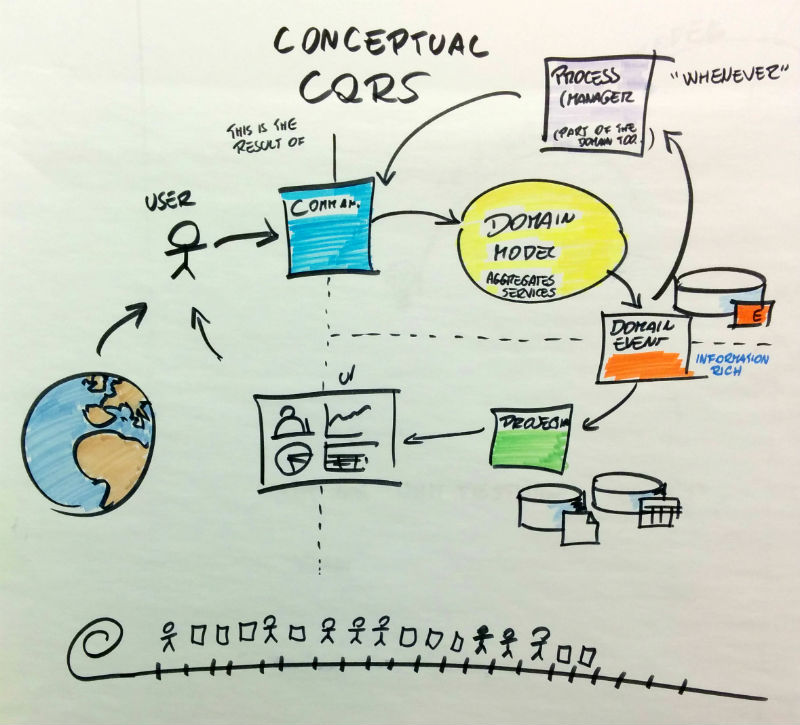 CONCEPTUAL
CQRS
PROCESS
MANAGER
(PART OF THE
DOMAIN TOO...)
"WHENEVER"
THIS IS THE
RESULT OF
USER
COMMAN.
DOMAIN
MODEL
AGGREGATES
SERVICES
E
DOMAIN
EVENT
INFORMATION
RICH
UI